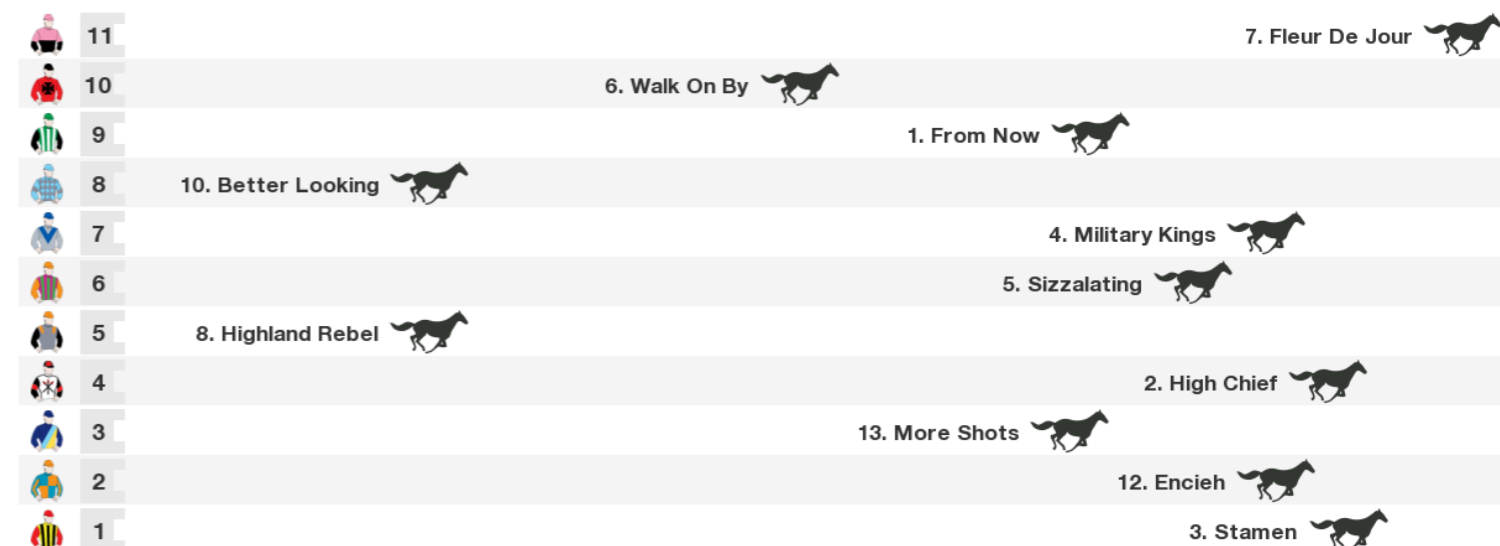 11 7. Fleur De Jour
10 6. Walk On By
9 1. From Now
8 10. Better Looking
7 4. Military Kings
6 5. Sizzalating
5 8. Highland Rebel
4 2. High Chief
3 13. More Shots
2 12. Encieh
1 3. Stamen